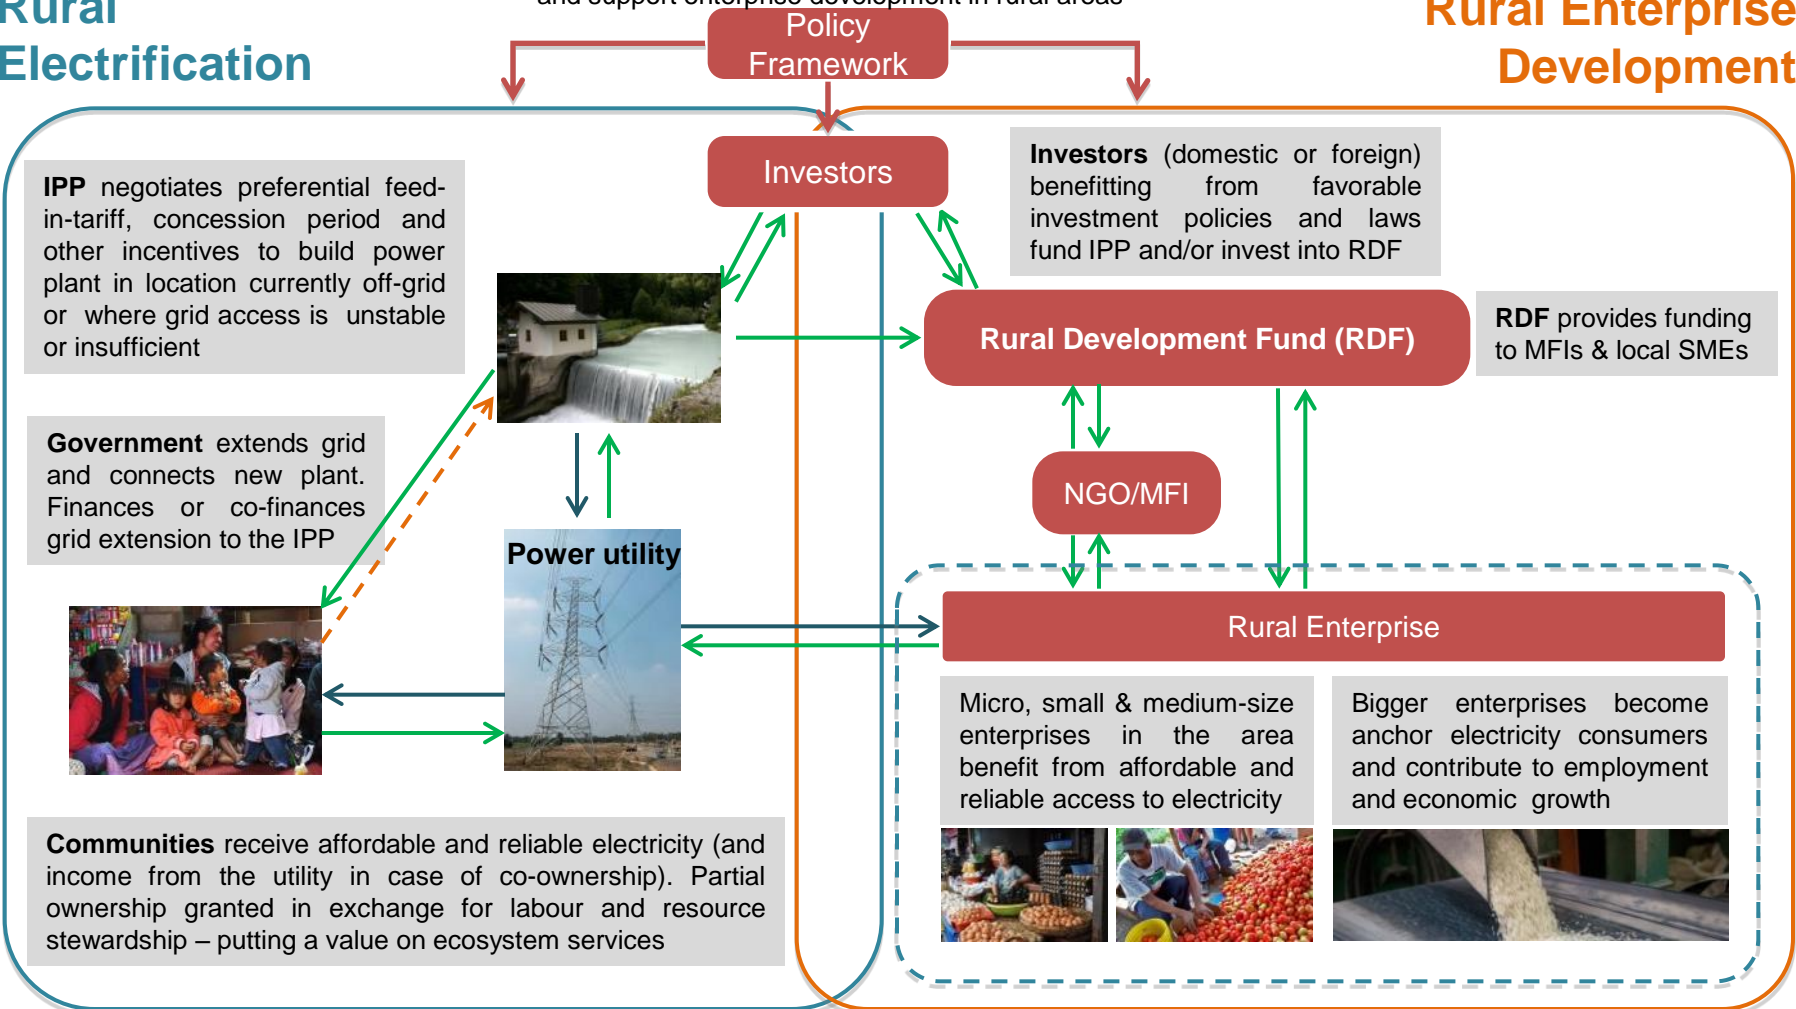 Rural
Electrification
and support enterprise development in rural areas
Rural Enterprise
Development
Policy
Framework
Investors
IPP negotiates preferential feed-
in-tariff, concession period and
other incentives to build power
plant in location currently off-grid
or where grid access is unstable
or insufficient
Investors (domestic or foreign)
benefitting from favorable
investment policies and laws
fund IPP and/or invest into RDF
Rural Development Fund (RDF)
RDF provides funding
to MFIs & local SMEs
Government extends grid
and connects new plant.
Finances or co-finances
grid extension to the IPP
NGO/MFI
Power utility
Rural Enterprise
Micro, small & medium-size
enterprises in the area
benefit from affordable and
reliable access to electricity
Bigger enterprises become
anchor electricity consumers
and contribute to employment
and economic growth
Communities receive affordable and reliable electricity (and
income from the utility in case of co-ownership). Partial
ownership granted in exchange for labour and resource
stewardship – putting a value on ecosystem services